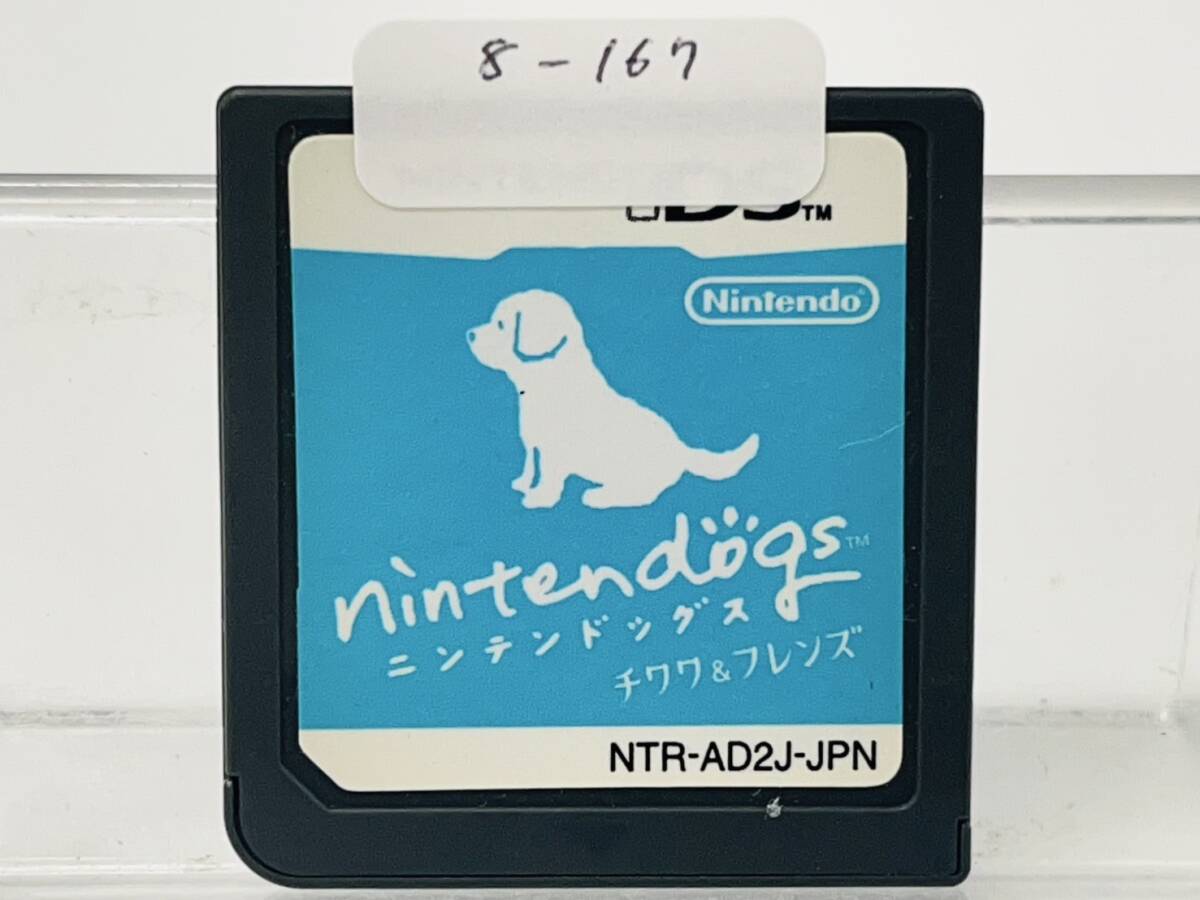 8-167
DS™
Nintendo®
nintendogs™
ニンテンドッグス
チワワ&フレンズ
NTR-AD2J-JPN